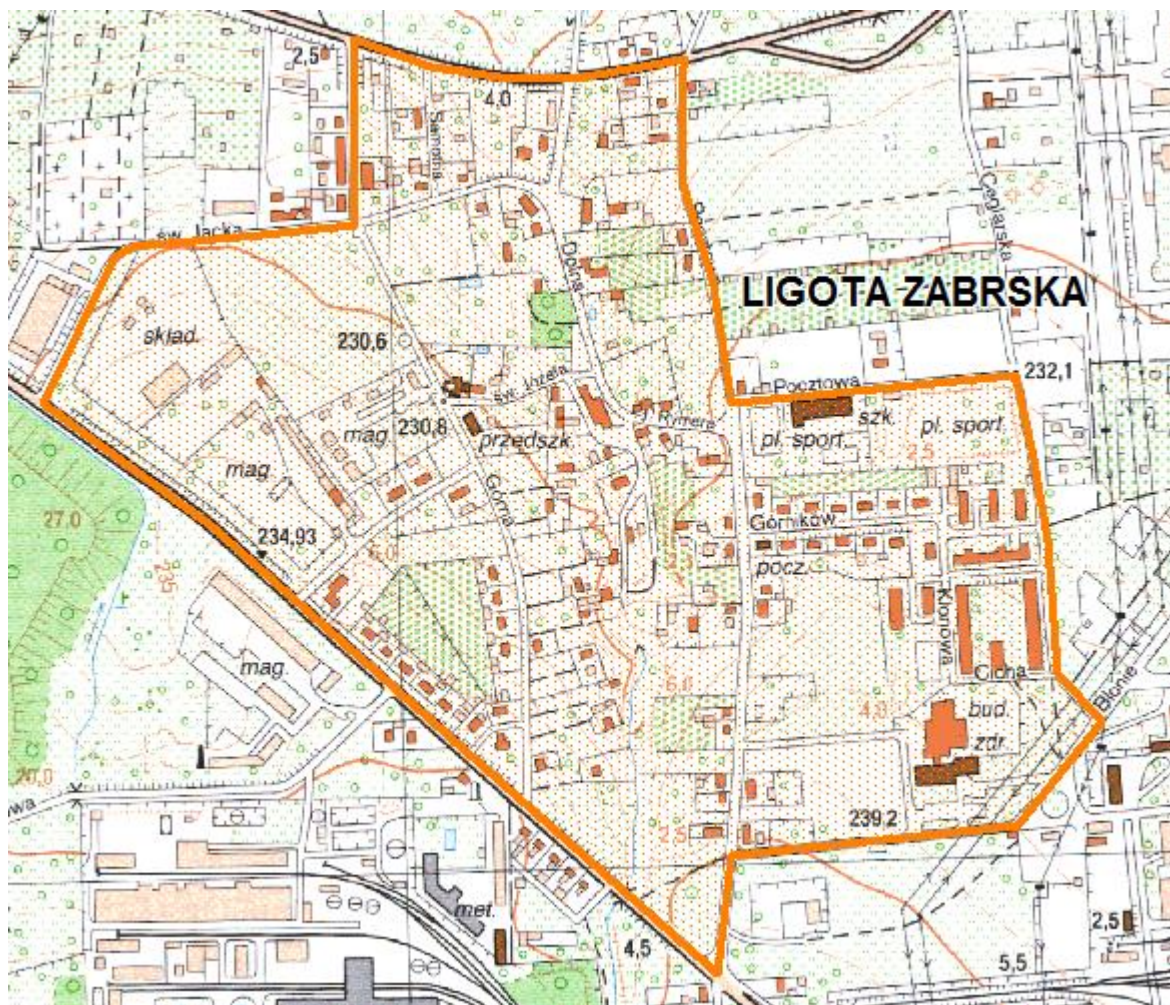 2,5
4,0
Samotna
św. Jacka
Dolna
Ceglarska
LIGOTA ZABRSKA
skład.
230,6
232,1
św. Józefa
Pocztowa
Rymera
szk.
mag.
230,8
przedszk.
pl. sport.
pl. sport.
2,5
mag.
Górna
27.0
Górników
234,93
6,0
pocz.
235
Klonowa
mag.
Cicha
Błonie
6,0
4,0
bud.
zdr.
20,0
owa
239,2
2,5
met.
4,5
2,5
5,5